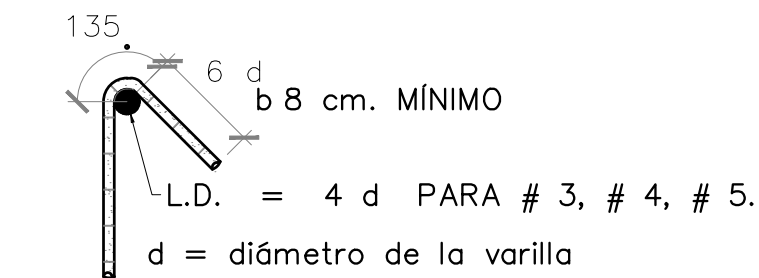 135°
6 d
b
8 cm. MÍNIMO
L.D. = 4 d PARA # 3, # 4, # 5.
d = diámetro de la varilla